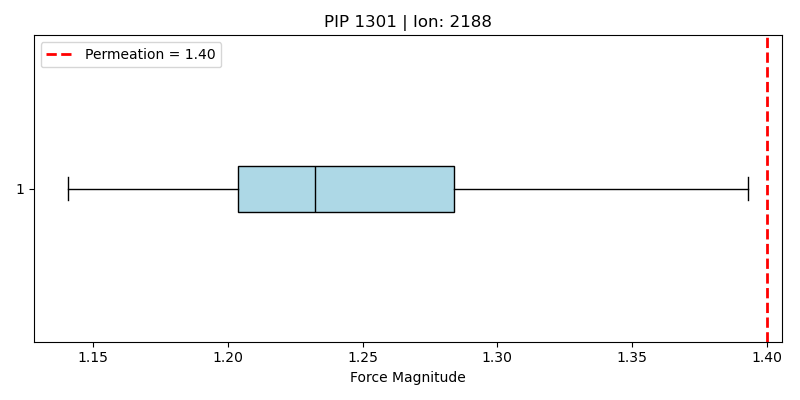 PIP 1301 | Ion: 2188
Permeation = 1.40
1
1.15 1.20 1.25 1.30 1.35 1.40
Force Magnitude